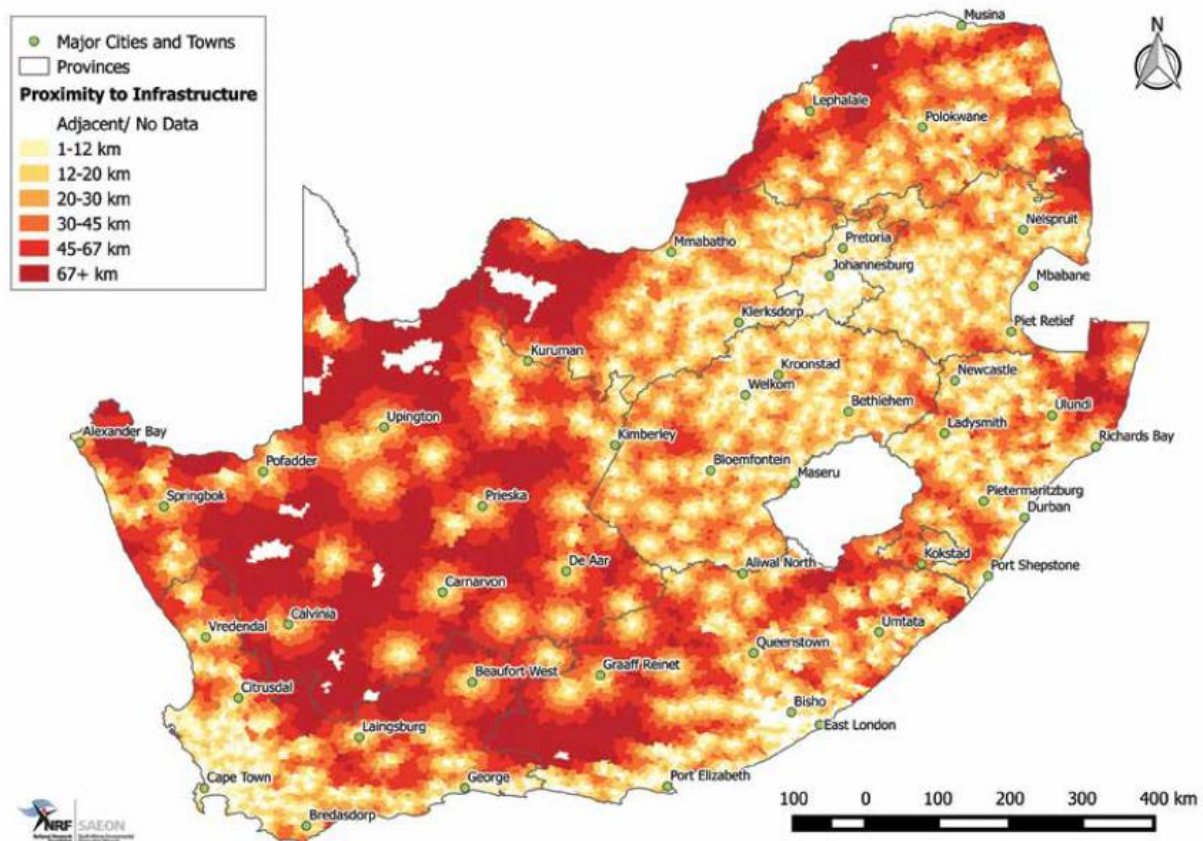 Major Cities and Towns
Provinces
Proximity to Infrastructure
Adjacent/ No Data
1-12 km
12-20 km
20-30 km
30-45 km
45-67 km
67+ km
N
Musina
Lephalale
Polokwane
Nelspruit
Mmabatho
Pretoria
Johannesburg
Mbabane
Klerksdorp
Piet Retief
Kuruman
Kroonstad
Newcastle
Welkom
Bethlehem
Ulundi
Upington
Alexander Bay
Kimberley
Ladysmith
Richards Bay
Pofadder
Bloemfontein
Maseru
Springbok
Prieska
Pietermaritzburg
Durban
De Aar
Aliwal North
Kokstad
Port Shepstone
Carnarvon
Calvinia
Vredendal
Umtata
Queenstown
Beaufort West
Graaff Reinet
Citrusdal
Bisho
East London
Laingsburg
Cape Town
George
Port Elizabeth
Bredasdorp
100 0 100 200 300 400 km
NRF
SAEON